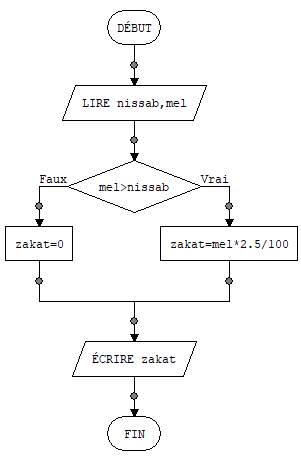 DÉBUT
LIRE nissab,mel
mel>nissab
Faux
Vrai
zakat=0
zakat=mel*2.5/100
ÉCRIRE zakat
FIN